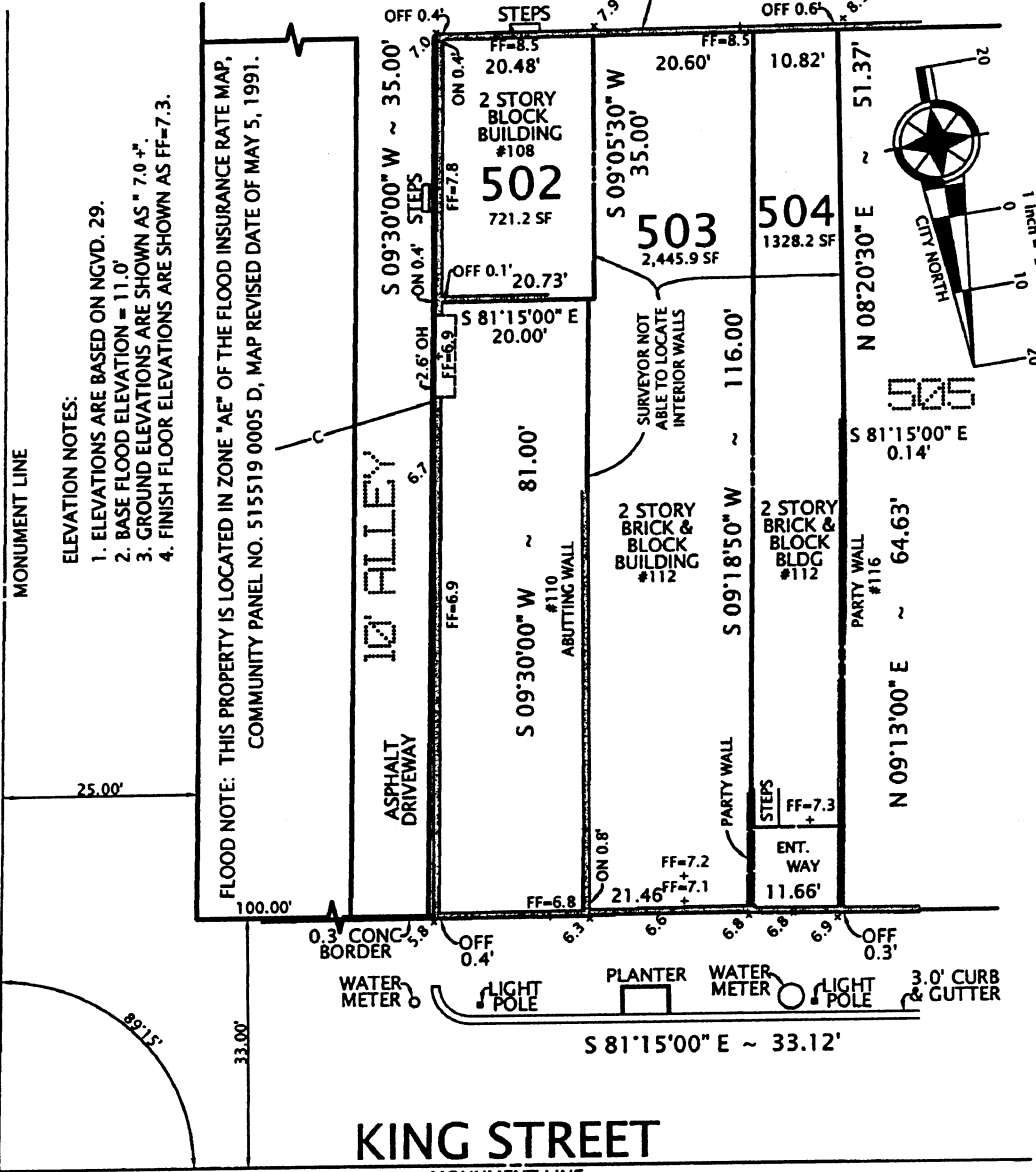 OFF 0.4'
STEPS
7.9
OFF 0.6'
8.
7.0
FF=8.5
20.48'
FF=8.5
20.60'
10.82'
ON 0.4'
2 STORY
BLOCK
BUILDING
#108
502
721.2 SF
S 09°30'00" W ~ 35.00'
STEPS
FF=7.8
ON 0.4'
OFF 0.1'
20.73'
S 81°15'00" E
20.00'
S 09°05'30" W
35.00'
503
2,445.9 SF
504
1328.2 SF
N 08°20'30" E ~ 51.37'
20
0
10
CITY NORTH
1 inch =
20
505
S 81°15'00" E
0.14'
SURVEYOR NOT
ABLE TO LOCATE
INTERIOR WALLS
2.6' OH
FF=6.9
C
6.7
10' ALLEY
FF=6.9
ASPHALT
DRIVEWAY
S 09°30'00" W ~ 81.00'
#110
ABUTTING WALL
2 STORY
BRICK &
BLOCK
BUILDING
#112
S 09°18'50" W ~ 116.00'
2 STORY
BRICK &
BLOCK
BLDG
#112
PARTY WALL
#116
N 09°13'00" E ~ 64.63'
PARTY WALL
STEPS
FF=7.3
ENT.
WAY
11.66'
ON 0.8'
FF=7.2
21.46'
FF=7.1
FF=6.8
MONUMENT LINE
ELEVATION NOTES:
1. ELEVATIONS ARE BASED ON NGVD. 29.
2. BASE FLOOD ELEVATION = 11.0'
3. GROUND ELEVATIONS ARE SHOWN AS " 7.0 +".
4. FINISH FLOOR ELEVATIONS ARE SHOWN AS FF=7.3.
FLOOD NOTE: THIS PROPERTY IS LOCATED IN ZONE "AE" OF THE FLOOD INSURANCE RATE MAP,
COMMUNITY PANEL NO. 515519 0005 D, MAP REVISED DATE OF MAY 5, 1991.
25.00'
100.00'
0.3' CONC
BORDER
5.8
OFF
0.4'
6.3
6.6
6.8
6.8
6.9
OFF
0.3'
WATER
METER
LIGHT
POLE
PLANTER
WATER
METER
LIGHT
POLE
3.0' CURB
& GUTTER
S 81°15'00" E ~ 33.12'
89.15'
33.00'
KING STREET
MONUMENT LINE